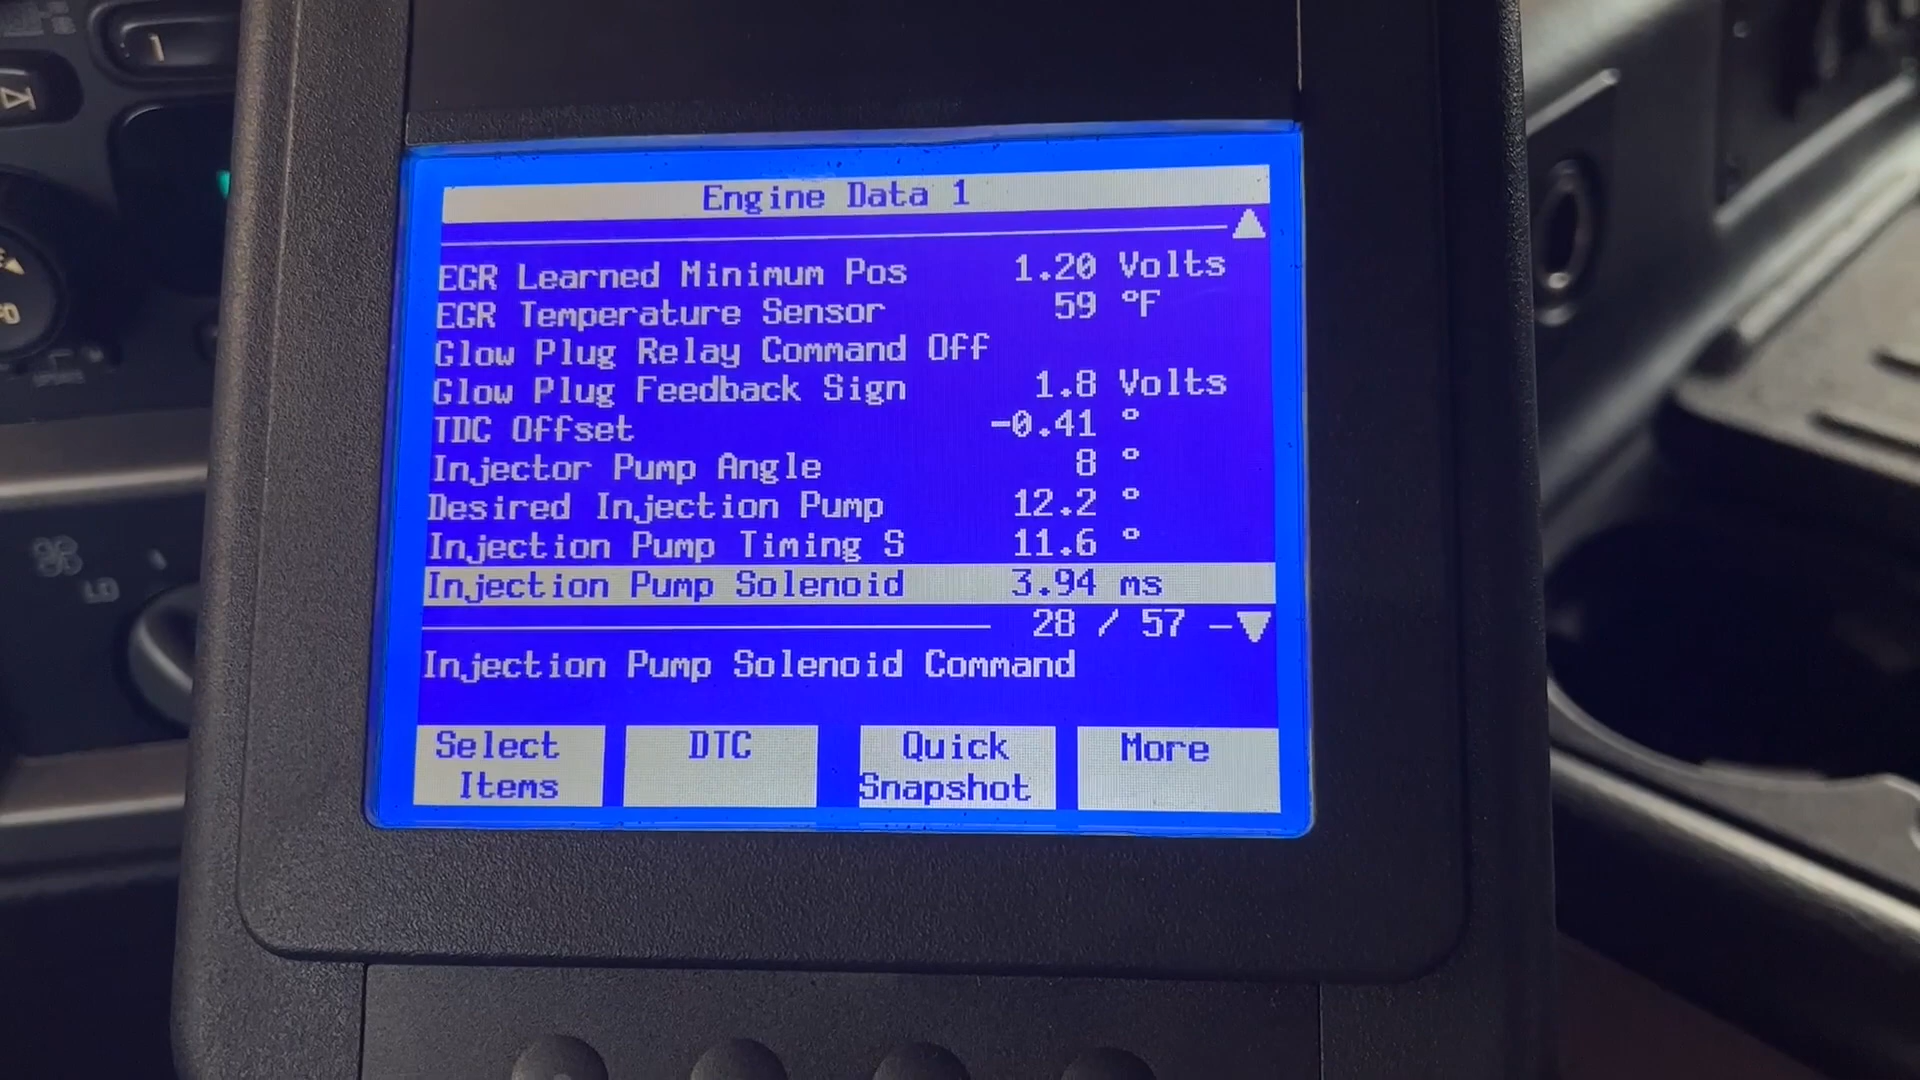 Engine Data 1
EGR Learned Minimum Pos 1.20 Volts
EGR Temperature Sensor 59 °F
Glow Plug Relay Command Off
Glow Plug Feedback Sign 1.8 Volts
TDC Offset -0.41 °
Injector Pump Angle 8 °
Desired Injection Pump 12.2 °
Injection Pump Timing S 11.6 °
Injection Pump Solenoid 3.94 ms
28 / 57
Injection Pump Solenoid Command
Select Items
DTC
Quick Snapshot
More
1
LO